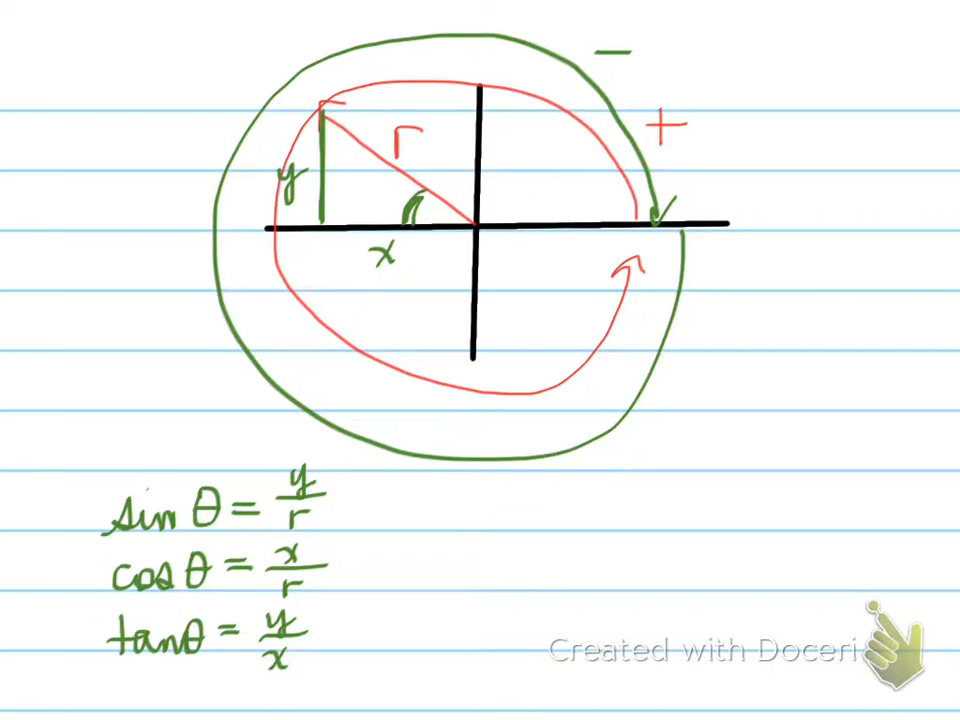 −
+
r
y
x
sin θ = y/r
cos θ = x/r
tan θ = y/x
Created with Doceri